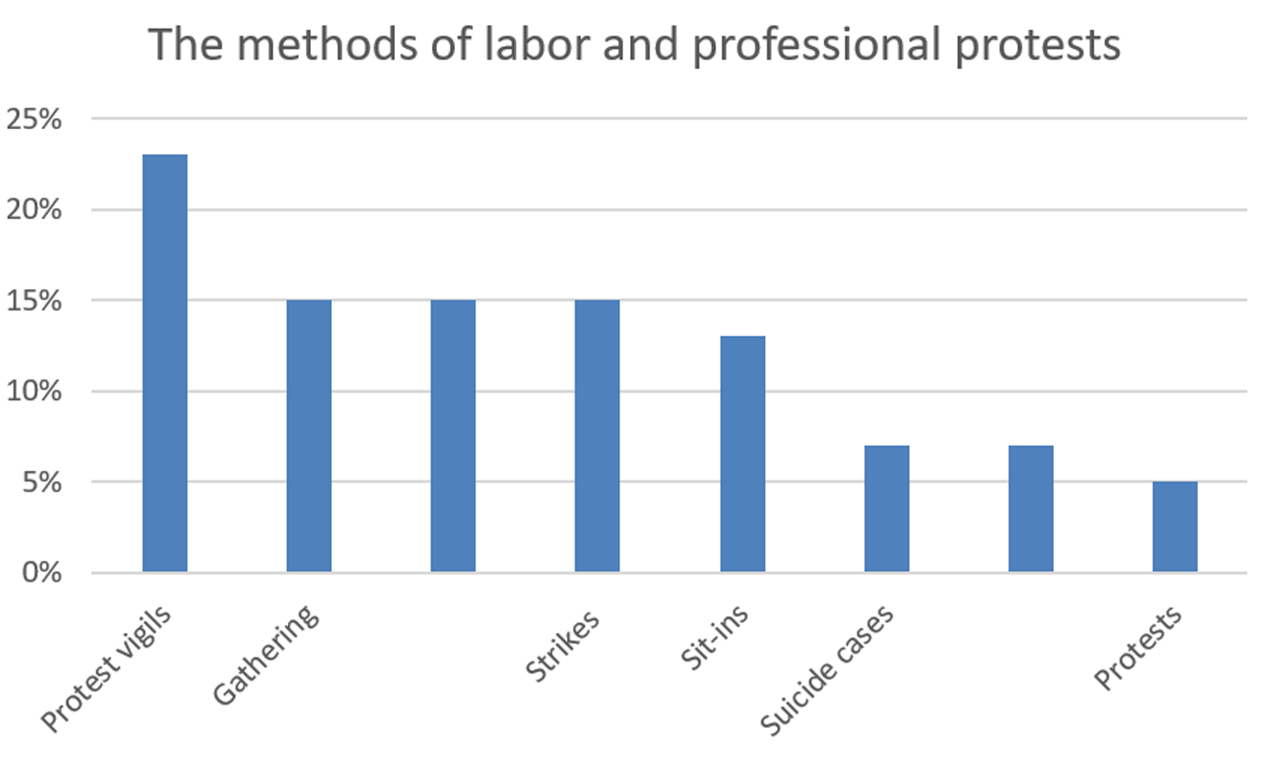 The methods of labor and professional protests
25%
20%
15%
10%
5%
0%
Protest vigils
Gathering
Strikes
Sit-ins
Suicide cases
Protests